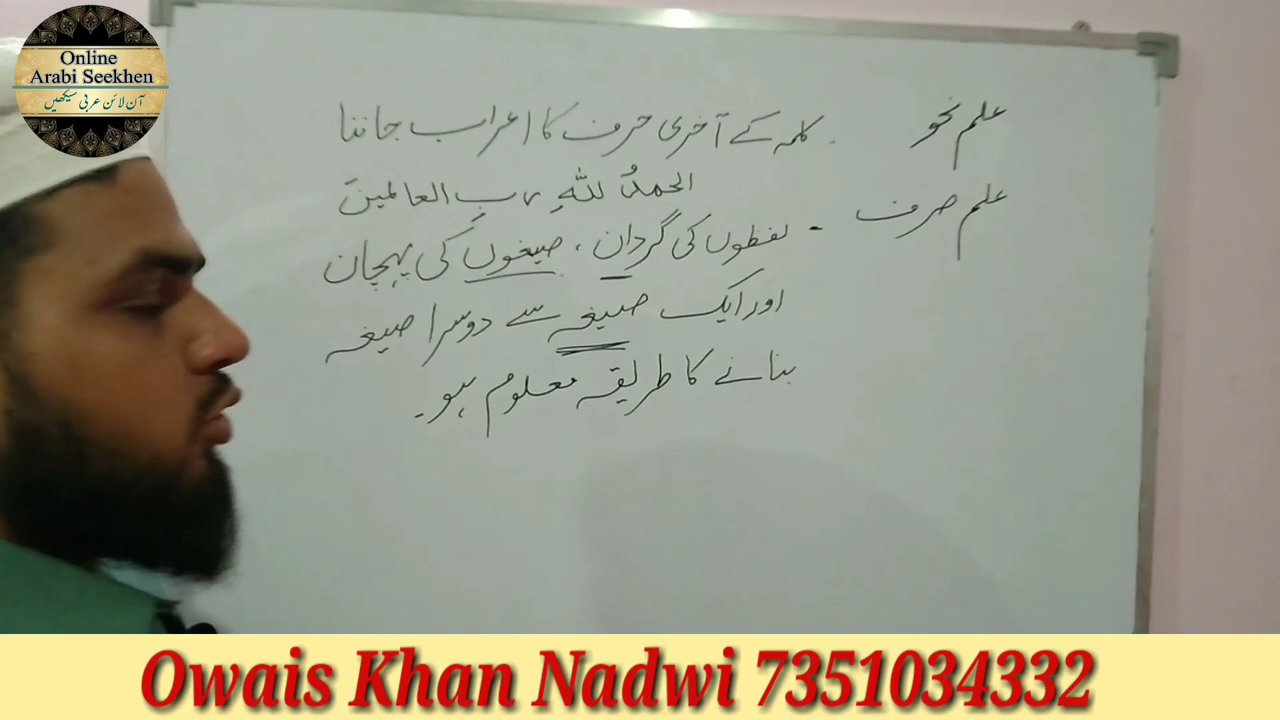 Online
Arabi Seekhen
آن لائن عربی سیکھیں
علم نحو . کلمہ کے آخری حرف کا اعراب جاننا
الحمدُ للّٰہِ رب العالمینَ
علم صرف - لفظوں کی گردان ، صیغوں کی پہچان
اور ایک صیغہ سے دوسرا صیغہ
بنانے کا طریقہ معلوم ہو۔
Owais Khan Nadwi 7351034332